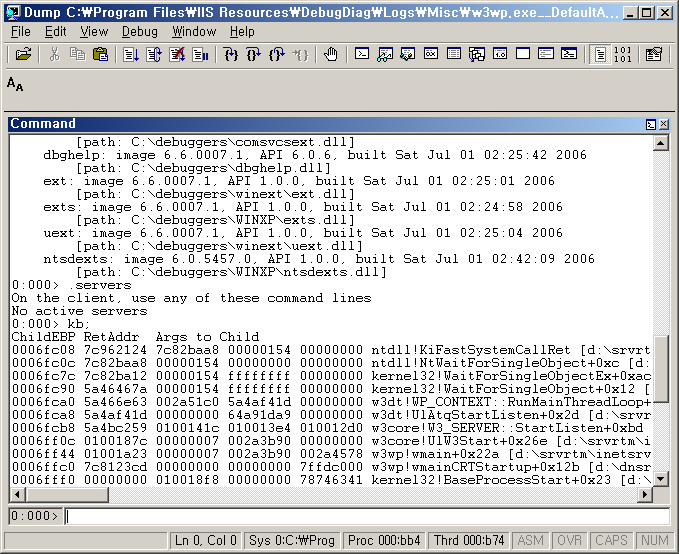 Dump C:₩Program Files₩IIS Resources₩DebugDiag₩Logs₩Misc₩w3wp,exe__DefaultA...
File Edit View Debug Window Help
101
101
AA
Command
[path: C:\debuggers\comsvcsext.dll]
dbghelp: image 6.6.0007.1, API 6.0.6, built Sat Jul 01 02:25:42 2006
[path: C:\debuggers\dbghelp.dll]
ext: image 6.6.0007.1, API 1.0.0, built Sat Jul 01 02:25:01 2006
[path: C:\debuggers\winext\ext.dll]
exts: image 6.6.0007.1, API 1.0.0, built Sat Jul 01 02:24:58 2006
[path: C:\debuggers\WINXP\exts.dll]
uext: image 6.6.0007.1, API 1.0.0, built Sat Jul 01 02:25:04 2006
[path: C:\debuggers\winext\uext.dll]
ntsdexts: image 6.0.5457.0, API 1.0.0, built Sat Jul 01 02:42:09 2006
[path: C:\debuggers\WINXP\ntsdexts.dll]
0:000> .servers
On the client, use any of these command lines
No active servers
0:000> kb;
ChildEBP RetAddr  Args to Child
0006fc08 7c962124 7c82baa8 00000154 00000000 ntdll!KiFastSystemCallRet [d:\srvrt
0006fc0c 7c82baa8 00000154 00000000 00000000 ntdll!NtWaitForSingleObject+0xc [d:
0006fc7c 7c82ba12 00000154 ffffffff 00000000 kernel32!WaitForSingleObjectEx+0xac
0006fc90 5a46467a 00000154 ffffffff 00000000 kernel32!WaitForSingleObject+0x12 [
0006fca0 5a466e63 002a51c0 5a4af41d 00000000 w3dt!WP_CONTEXT::RunMainThreadLoop+
0006fca8 5a4af41d 00000000 64a91da9 00000000 w3dt!UlAtqStartListen+0x2d [d:\srvr
0006fcb8 5a4bc259 0100141c 010013e4 010012d0 w3core!W3_SERVER::StartListen+0xbd
0006ff0c 0100187c 00000007 002a3b90 00000000 w3core!UlW3Start+0x26e [d:\srvrtm\i
0006ff44 01001a23 00000007 002a3b90 002a4578 w3wp!wmain+0x22a [d:\srvrtm\inetsrv
0006ffc0 7c8123cd 00000000 00000000 7ffdc000 w3wp!wmainCRTStartup+0x12b [d:\dnsr
0006fff0 00000000 010018f8 00000000 78746341 kernel32!BaseProcessStart+0x23 [d:\
0:000>
Ln 0, Col 0 Sys 0:C:₩Prog Proc 000:bb4 Thrd 000:b74 ASM OVR CAPS NUM